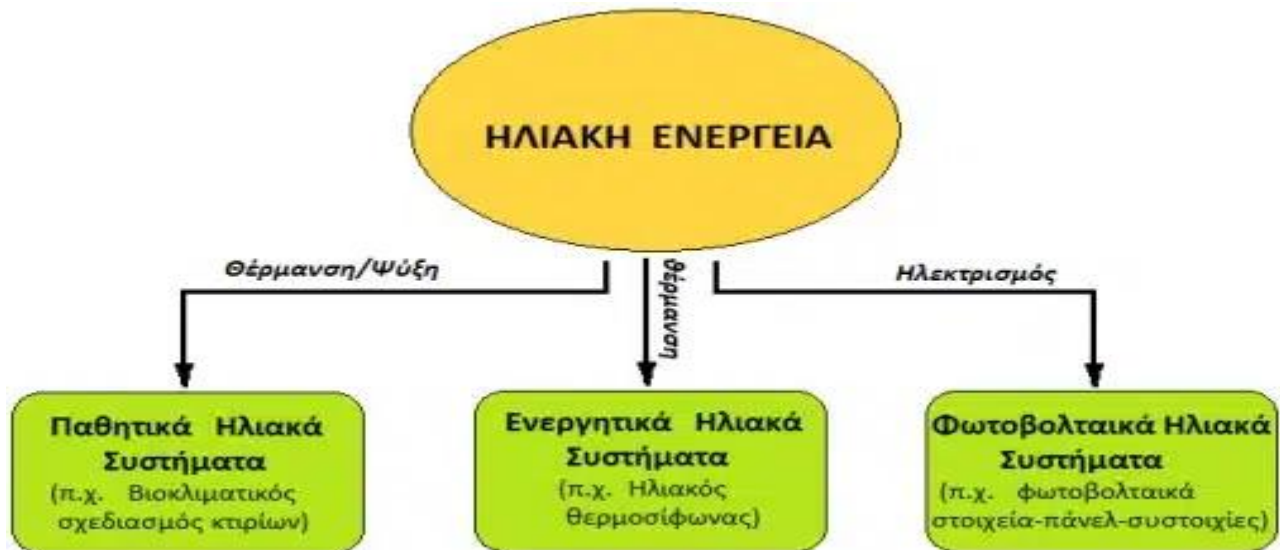 ΗΛΙΑΚΗ ΕΝΕΡΓΕΙΑ
Θέρμανση/Ψύξη
θέρμανση
Ηλεκτρισμός
Παθητικά Ηλιακά
Συστήματα
(π.χ. Βιοκλιματικός
σχεδιασμός κτιρίων)
Ενεργητικά Ηλιακά
Συστήματα
(π.χ. Ηλιακός
θερμοσίφωνας)
Φωτοβολταικά Ηλιακά
Συστήματα
(π.χ. φωτοβολταικά
στοιχεία-πάνελ-συστοιχίες)